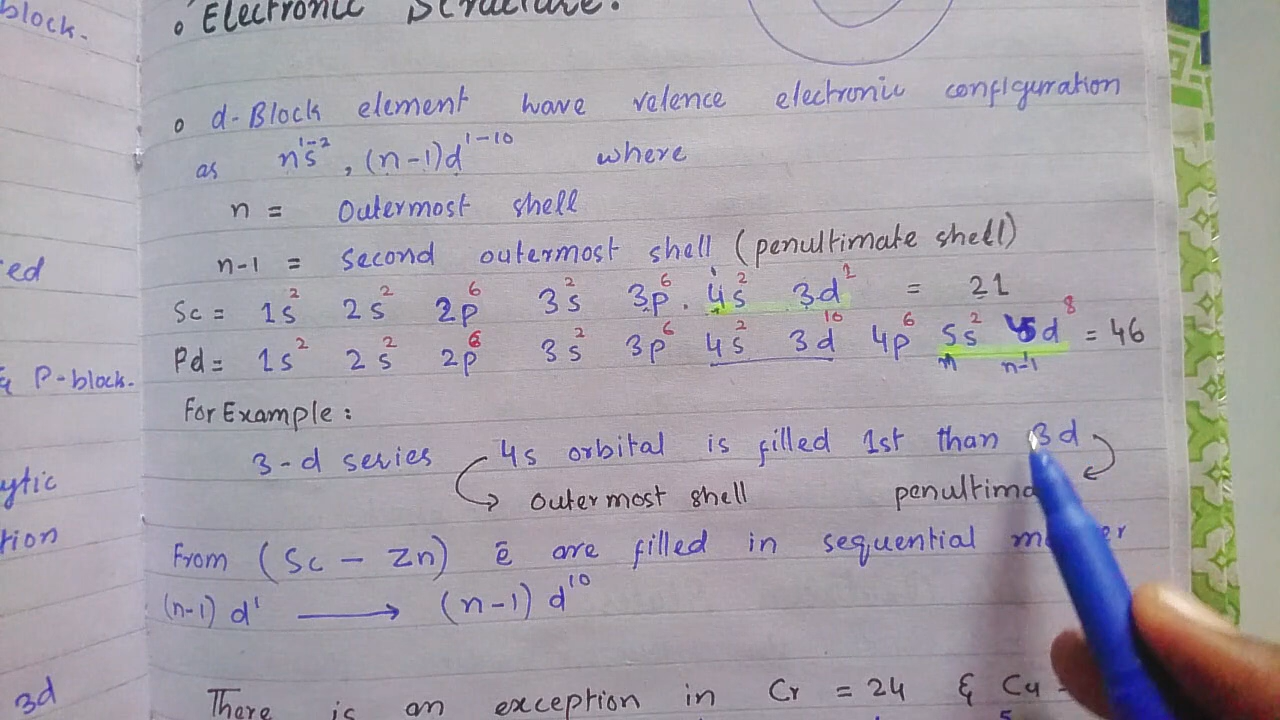 block.
• Electronic Structure:
• d-Block element have valence electronic configuration
as ns¹⁻², (n-1)d¹⁻¹⁰ where
n = Outermost shell
n-1 = second outermost shell (penultimate shell)
ed
Sc = 1s² 2s² 2p⁶ 3s² 3p⁶. 4s² 3d¹ = 21
Pd = 1s² 2s² 2p⁶ 3s² 3p⁶ 4s² 3d¹⁰ 4p⁶ 5s² d⁸ = 46
n n-1
& P-block.
For Example:
3-d series 4s orbital is filled 1st than 3d
outermost shell penultima
ytic
From (Sc - Zn) ē are filled in sequential m er
tion
(n-1) d¹ ⟶ (n-1) d¹⁰
3d
There is an exception in Cr = 24 & Cu
5